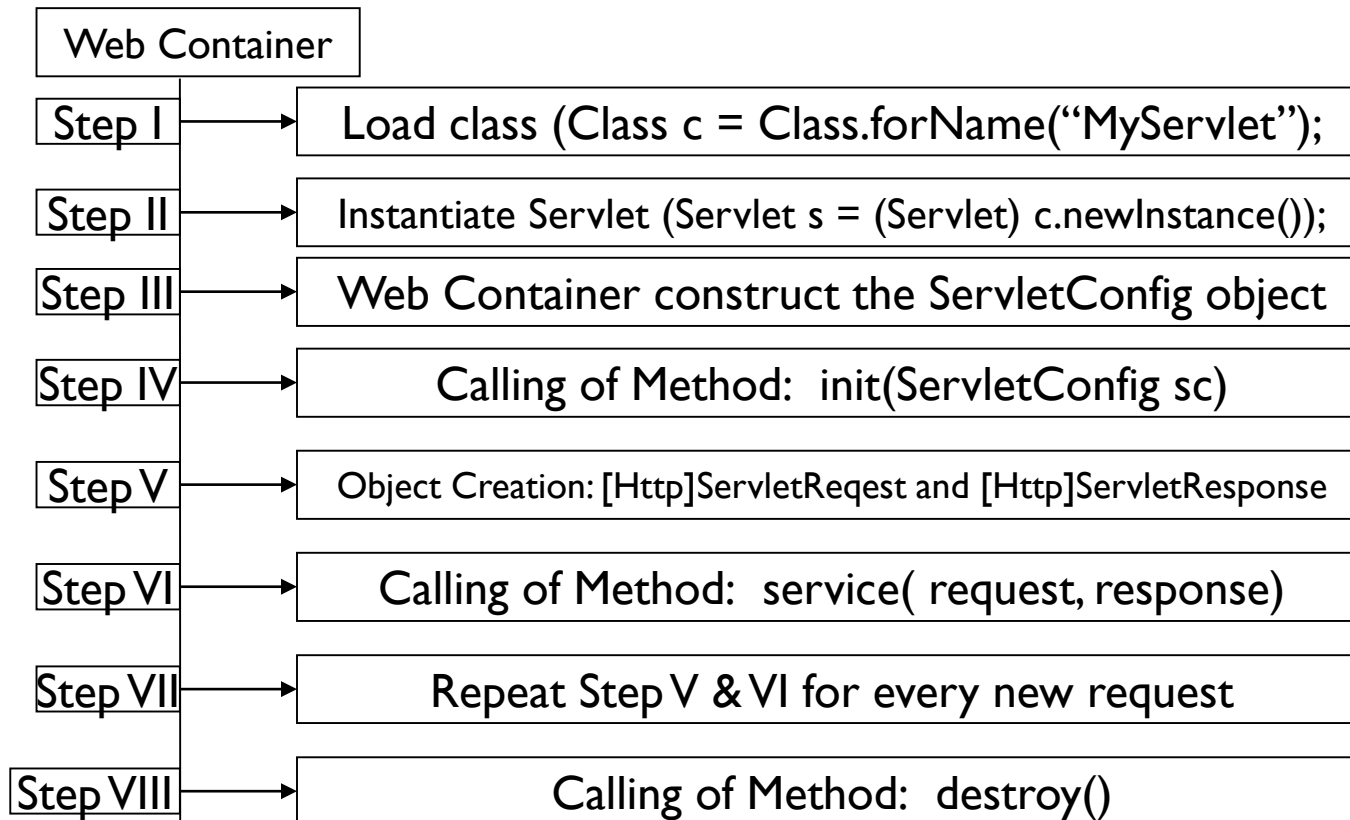 Web Container
Step I
Load class (Class c = Class.forName(“MyServlet”);
Step II
Instantiate Servlet (Servlet s = (Servlet) c.newInstance());
Step III
Web Container construct the ServletConfig object
Step IV
Calling of Method: init(ServletConfig sc)
Step V
Object Creation: [Http]ServletReqest and [Http]ServletResponse
Step VI
Calling of Method: service( request, response)
Step VII
Repeat Step V & VI for every new request
Step VIII
Calling of Method: destroy()